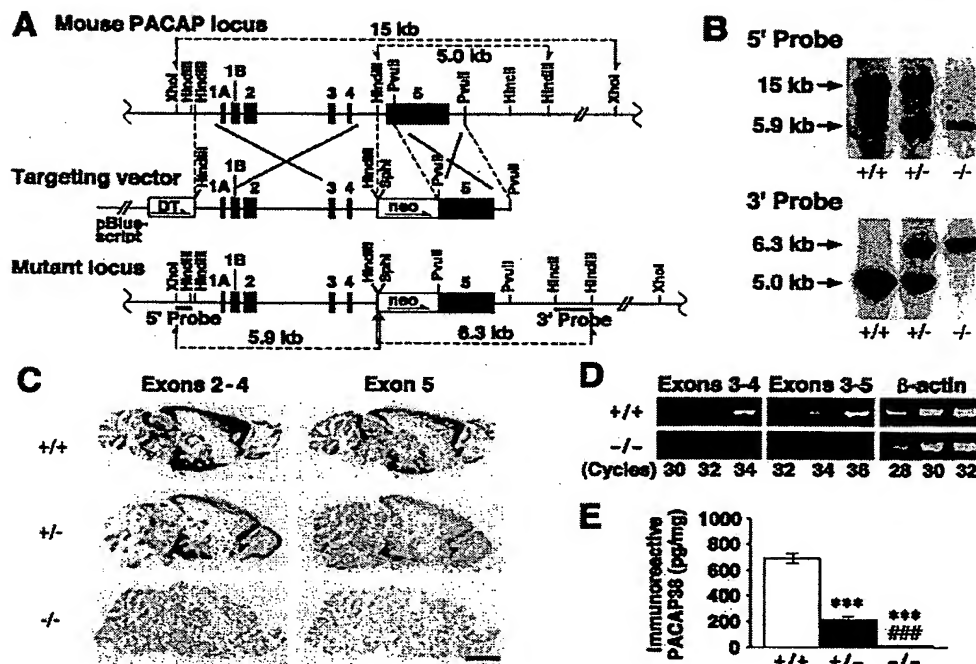 A
Mouse PACAP locus
15 kb
5.0 kb
XhoI
HindIII
HindIII
1A
1B
2
3
4
HindIII
PvuII
5
PvuII
HincII
HindIII
XhoI
Targeting vector
HindIII
1A
1B
2
3
4
HindIII
SphI
PvuII
5
PvuII
DT
neo
pBlue-
script
Mutant locus
XhoI
HindIII
HindIII
1A
1B
2
3
4
HindIII
SphI
PvuII
5
PvuII
HincII
HindIII
XhoI
neo
5' Probe
3' Probe
5.9 kb
6.3 kb
B
5' Probe
15 kb
5.9 kb
+/+ +/- -/-
3' Probe
6.3 kb
5.0 kb
+/+ +/- -/-
C
Exons 2-4 Exon 5
+/+
+/-
-/-
D
Exons 3-4 Exons 3-5 β-actin
+/+
-/-
(Cycles) 30 32 34 32 34 36 28 30 32
E
Immunoreactive
PACAP38 (pg/mg)
1000
800
600
400
200
0
***
***
###
+/+ +/- -/-